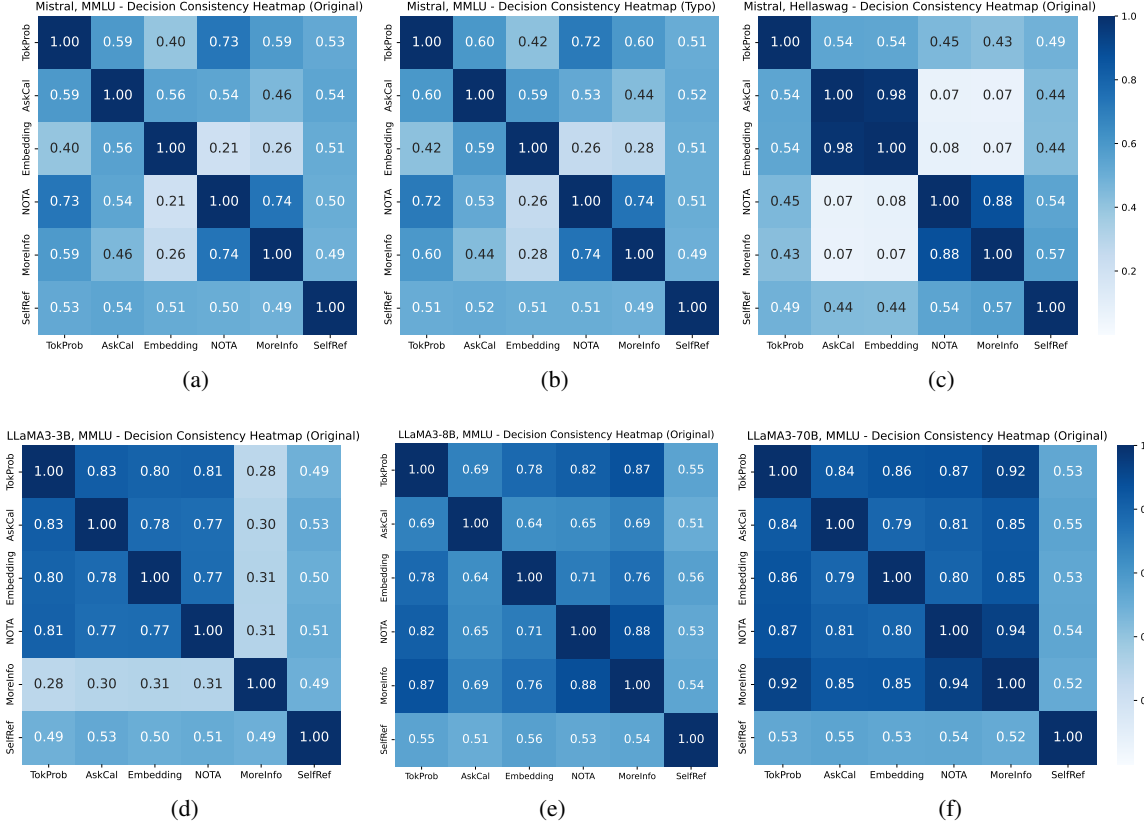 Mistral, MMLU - Decision Consistency Heatmap (Original)
TokProb 1.00 0.59 0.40 0.73 0.59 0.53
AskCal 0.59 1.00 0.56 0.54 0.46 0.54
Embedding 0.40 0.56 1.00 0.21 0.26 0.51
NOTA 0.73 0.54 0.21 1.00 0.74 0.50
MoreInfo 0.59 0.46 0.26 0.74 1.00 0.49
SelfRef 0.53 0.54 0.51 0.50 0.49 1.00
TokProb AskCal Embedding NOTA MoreInfo SelfRef
(a)
Mistral, MMLU - Decision Consistency Heatmap (Typo)
TokProb 1.00 0.60 0.42 0.72 0.60 0.51
AskCal 0.60 1.00 0.59 0.53 0.44 0.52
Embedding 0.42 0.59 1.00 0.26 0.28 0.51
NOTA 0.72 0.53 0.26 1.00 0.74 0.51
MoreInfo 0.60 0.44 0.28 0.74 1.00 0.49
SelfRef 0.51 0.52 0.51 0.51 0.49 1.00
TokProb AskCal Embedding NOTA MoreInfo SelfRef
(b)
Mistral, Hellaswag - Decision Consistency Heatmap (Original)
TokProb 1.00 0.54 0.54 0.45 0.43 0.49
AskCal 0.54 1.00 0.98 0.07 0.07 0.44
Embedding 0.54 0.98 1.00 0.08 0.07 0.44
NOTA 0.45 0.07 0.08 1.00 0.88 0.54
MoreInfo 0.43 0.07 0.07 0.88 1.00 0.57
SelfRef 0.49 0.44 0.44 0.54 0.57 1.00
TokProb AskCal Embedding NOTA MoreInfo SelfRef
1.0
0.8
0.6
0.4
0.2
(c)
LLaMA3-3B, MMLU - Decision Consistency Heatmap (Original)
TokProb 1.00 0.83 0.80 0.81 0.28 0.49
AskCal 0.83 1.00 0.78 0.77 0.30 0.53
Embedding 0.80 0.78 1.00 0.77 0.31 0.50
NOTA 0.81 0.77 0.77 1.00 0.31 0.51
MoreInfo 0.28 0.30 0.31 0.31 1.00 0.49
SelfRef 0.49 0.53 0.50 0.51 0.49 1.00
TokProb AskCal Embedding NOTA MoreInfo SelfRef
(d)
LLaMA3-8B, MMLU - Decision Consistency Heatmap (Original)
TokProb 1.00 0.69 0.78 0.82 0.87 0.55
AskCal 0.69 1.00 0.64 0.65 0.69 0.51
Embedding 0.78 0.64 1.00 0.71 0.76 0.56
NOTA 0.82 0.65 0.71 1.00 0.88 0.53
MoreInfo 0.87 0.69 0.76 0.88 1.00 0.54
SelfRef 0.55 0.51 0.56 0.53 0.54 1.00
TokProb AskCal Embedding NOTA MoreInfo SelfRef
(e)
LLaMA3-70B, MMLU - Decision Consistency Heatmap (Original)
TokProb 1.00 0.84 0.86 0.87 0.92 0.53
AskCal 0.84 1.00 0.79 0.81 0.85 0.55
Embedding 0.86 0.79 1.00 0.80 0.85 0.53
NOTA 0.87 0.81 0.80 1.00 0.94 0.54
MoreInfo 0.92 0.85 0.85 0.94 1.00 0.52
SelfRef 0.53 0.55 0.53 0.54 0.52 1.00
TokProb AskCal Embedding NOTA MoreInfo SelfRef
(f)